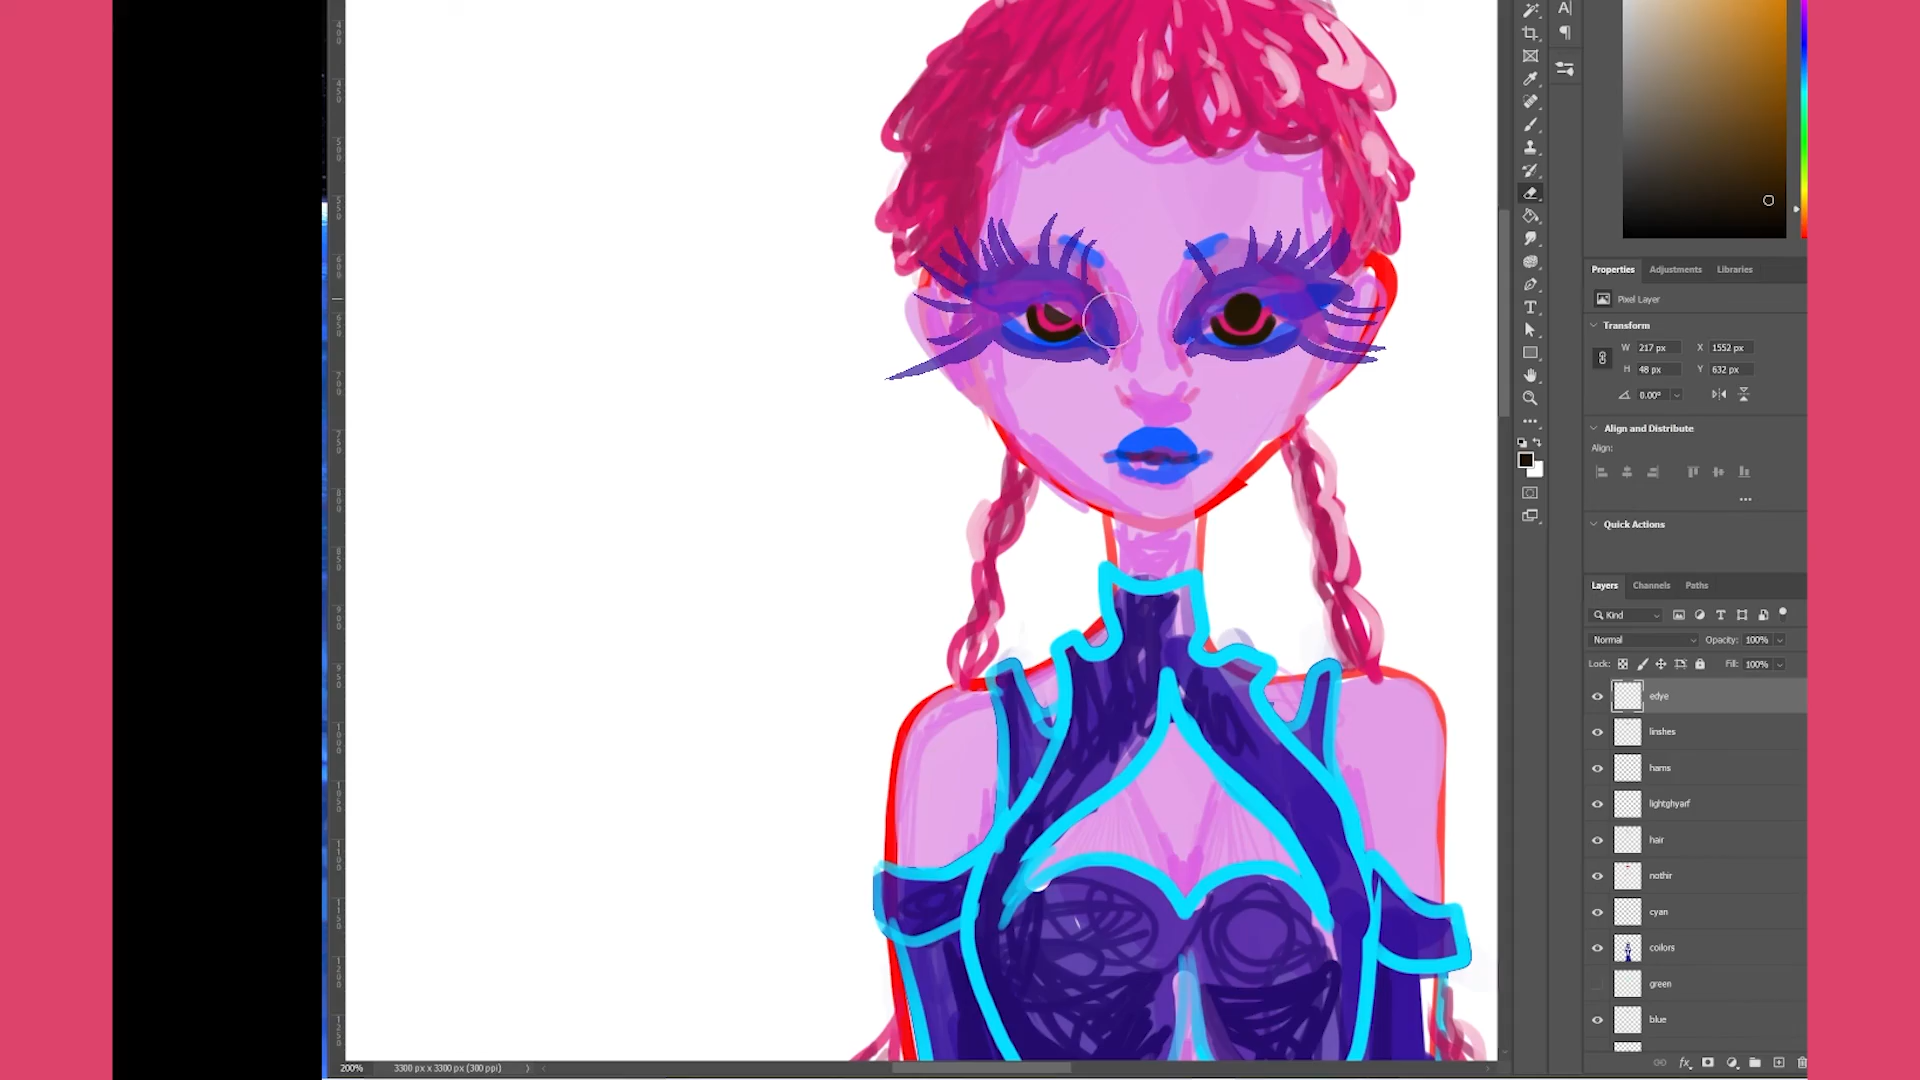 Properties Adjustments Libraries
Pixel Layer
Transform
W 217 px X 1552 px
H 48 px Y 632 px
0.00°
Align and Distribute
Align:
Quick Actions
Layers Channels Paths
Kind
Normal Opacity: 100%
Lock: Fill: 100%
edye
linshes
hams
lightghyarf
hair
nothir
cyan
coilors
green
blue
200% 3300 px x 3300 px (300 ppi)